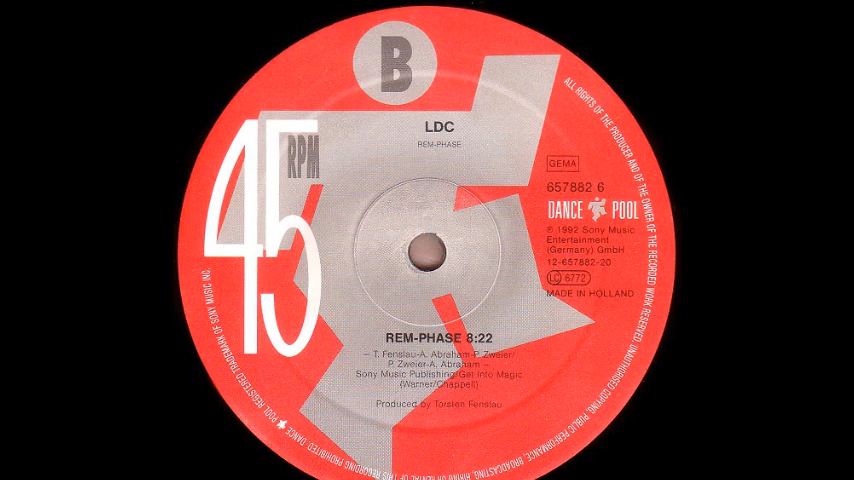 B
LDC
REM-PHASE
45
RPM
GEMA
657882 6
DANCE POOL
℗ 1992 Sony Music
Entertainment
(Germany) GmbH
12-657882-20
LC 6772
MADE IN HOLLAND
REM-PHASE 8:22
– T. Fenslau-A. Abraham-P. Zweier/
P. Zweier-A. Abraham –
Sony Music Publishing/Get Into Magic
(Warner/Chappell)
Produced by Torsten Fenslau
ALL RIGHTS OF THE PRODUCER AND OF THE OWNER OF THE RECORDED WORK RESERVED. UNAUTHORISED COPYING, PUBLIC PERFORMANCE, BROADCASTING, HIRING OR RENTAL OF THIS RECORDING PROHIBITED. DANCE POOL REGISTERED TRADEMARK OF SONY MUSIC INC.